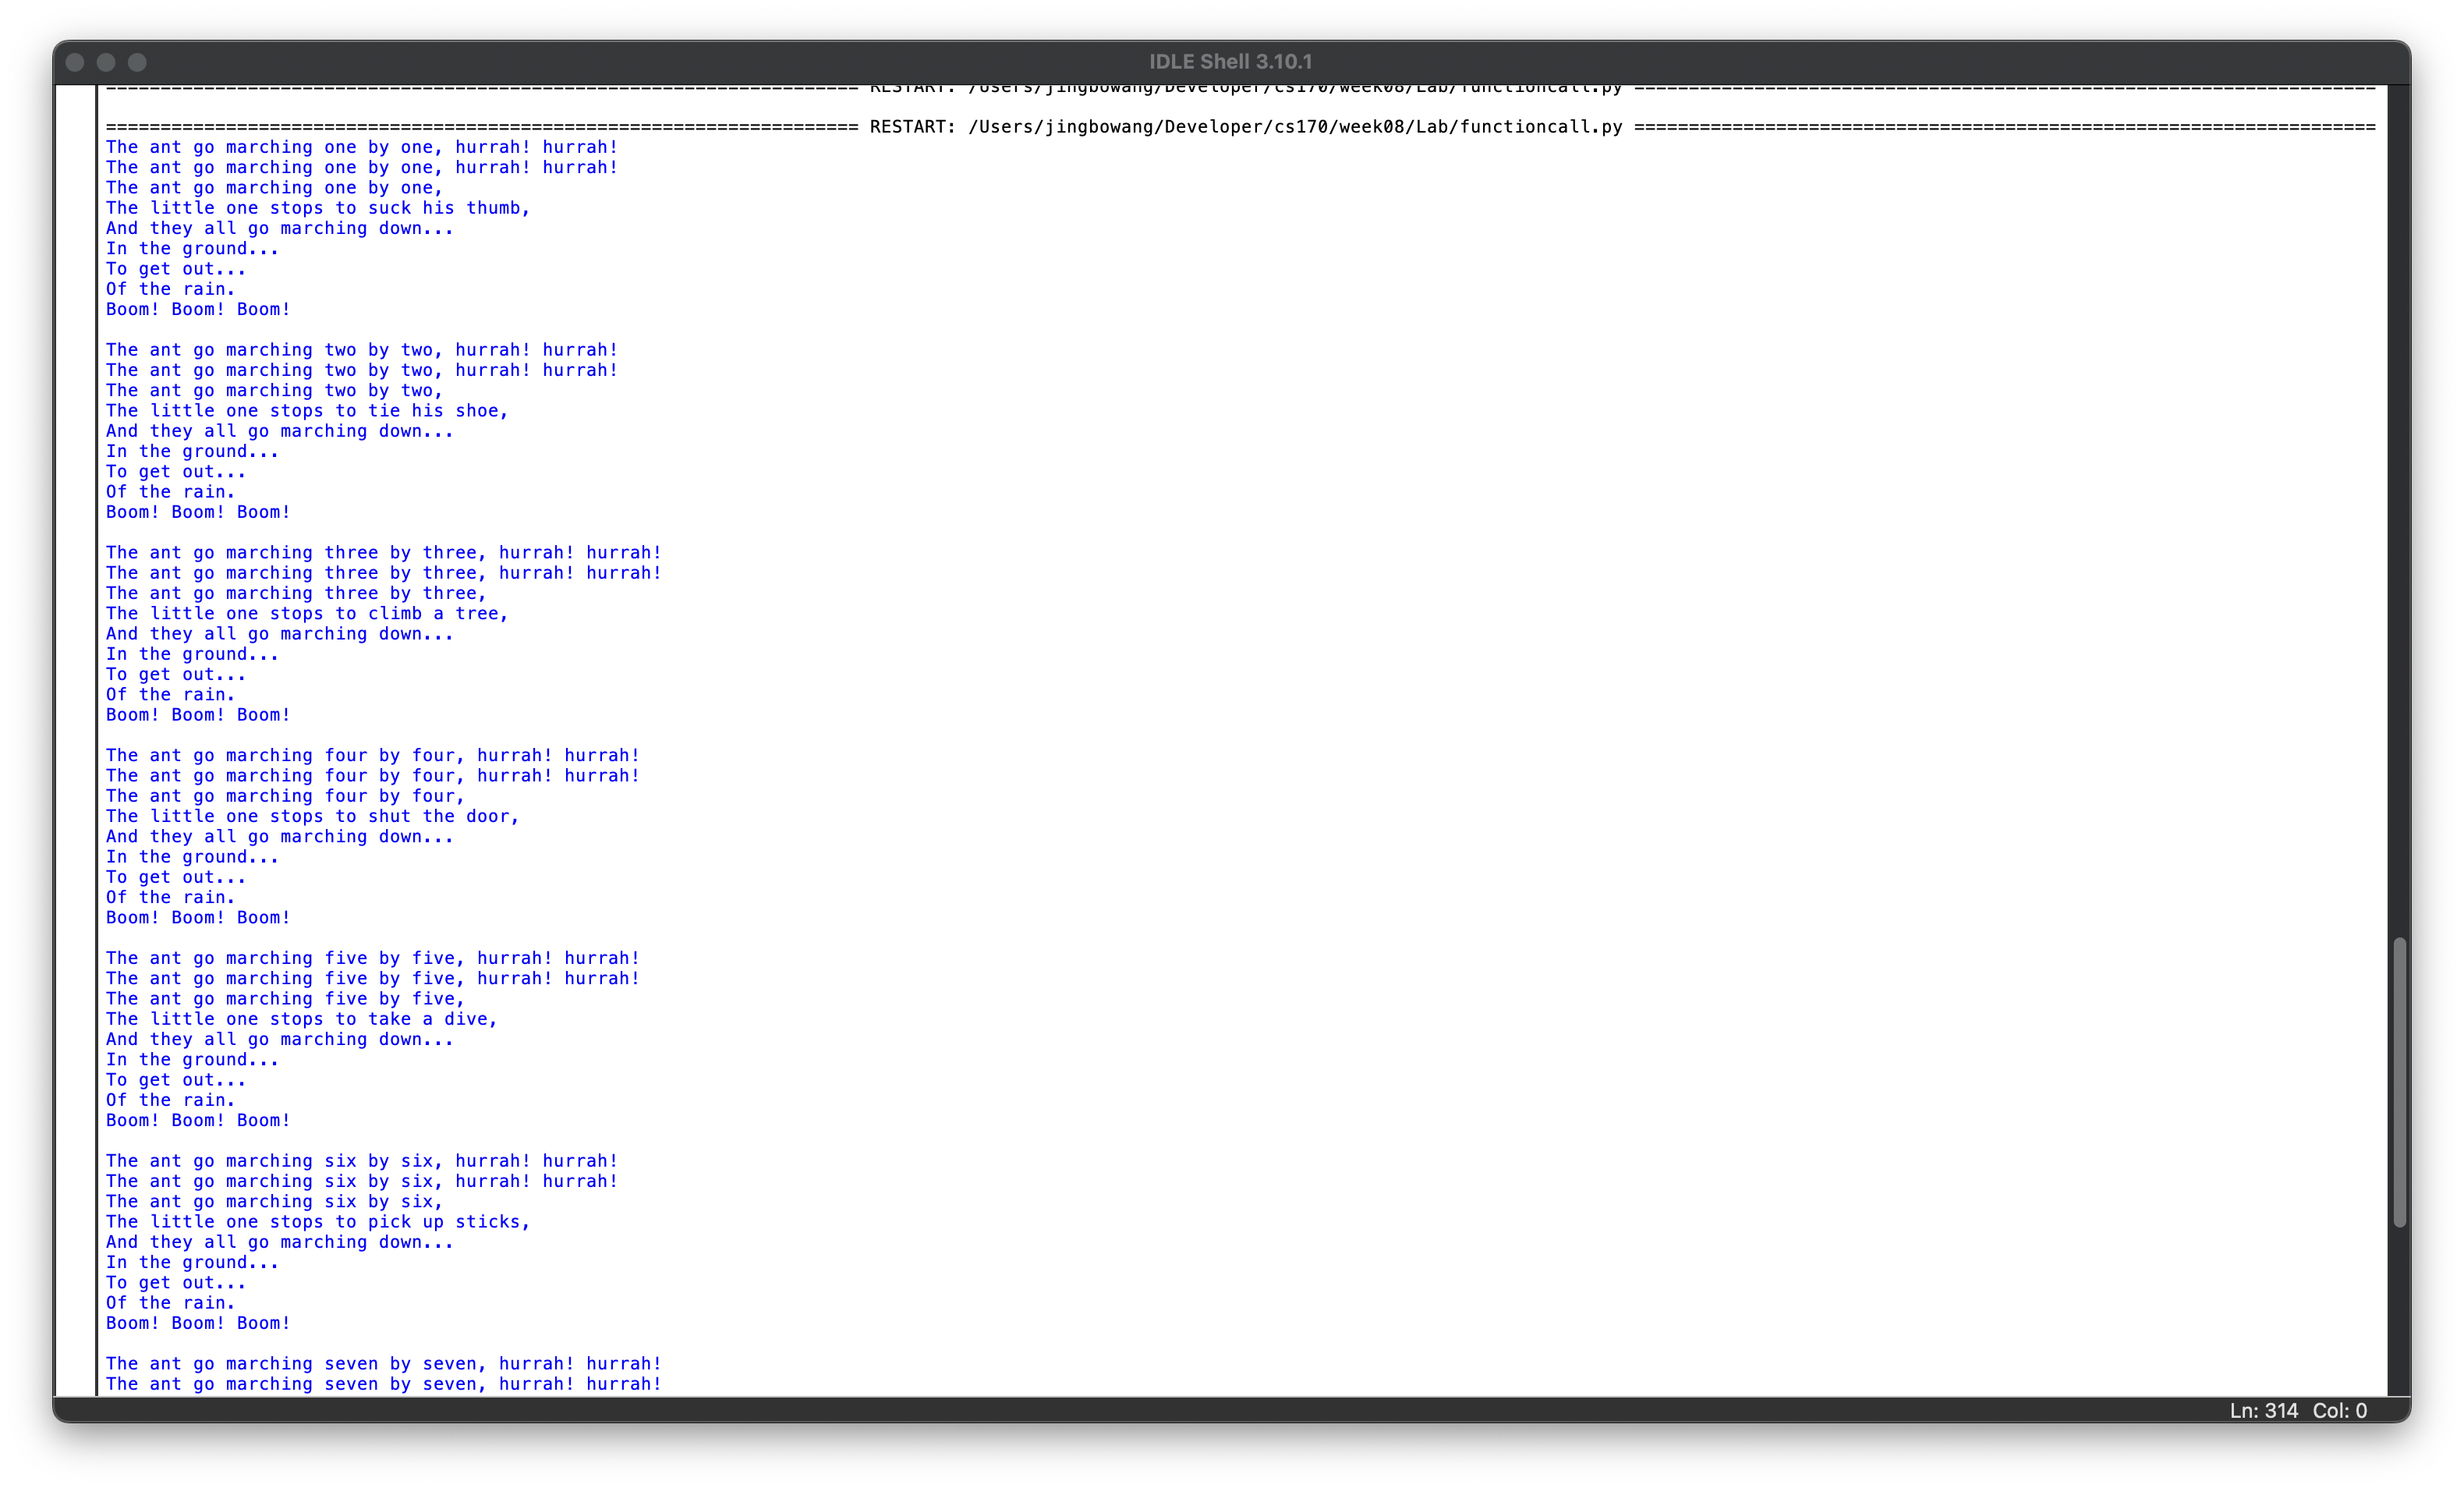 IDLE Shell 3.10.1
============================================================= RESTART: /Users/jingbowang/Developer/cs170/week08/Lab/functioncall.py =============================================================
============================================================= RESTART: /Users/jingbowang/Developer/cs170/week08/Lab/functioncall.py =============================================================
The ant go marching one by one, hurrah! hurrah!
The ant go marching one by one, hurrah! hurrah!
The ant go marching one by one,
The little one stops to suck his thumb,
And they all go marching down...
In the ground...
To get out...
Of the rain.
Boom! Boom! Boom!
The ant go marching two by two, hurrah! hurrah!
The ant go marching two by two, hurrah! hurrah!
The ant go marching two by two,
The little one stops to tie his shoe,
And they all go marching down...
In the ground...
To get out...
Of the rain.
Boom! Boom! Boom!
The ant go marching three by three, hurrah! hurrah!
The ant go marching three by three, hurrah! hurrah!
The ant go marching three by three,
The little one stops to climb a tree,
And they all go marching down...
In the ground...
To get out...
Of the rain.
Boom! Boom! Boom!
The ant go marching four by four, hurrah! hurrah!
The ant go marching four by four, hurrah! hurrah!
The ant go marching four by four,
The little one stops to shut the door,
And they all go marching down...
In the ground...
To get out...
Of the rain.
Boom! Boom! Boom!
The ant go marching five by five, hurrah! hurrah!
The ant go marching five by five, hurrah! hurrah!
The ant go marching five by five,
The little one stops to take a dive,
And they all go marching down...
In the ground...
To get out...
Of the rain.
Boom! Boom! Boom!
The ant go marching six by six, hurrah! hurrah!
The ant go marching six by six, hurrah! hurrah!
The ant go marching six by six,
The little one stops to pick up sticks,
And they all go marching down...
In the ground...
To get out...
Of the rain.
Boom! Boom! Boom!
The ant go marching seven by seven, hurrah! hurrah!
The ant go marching seven by seven, hurrah! hurrah!
Ln: 314 Col: 0